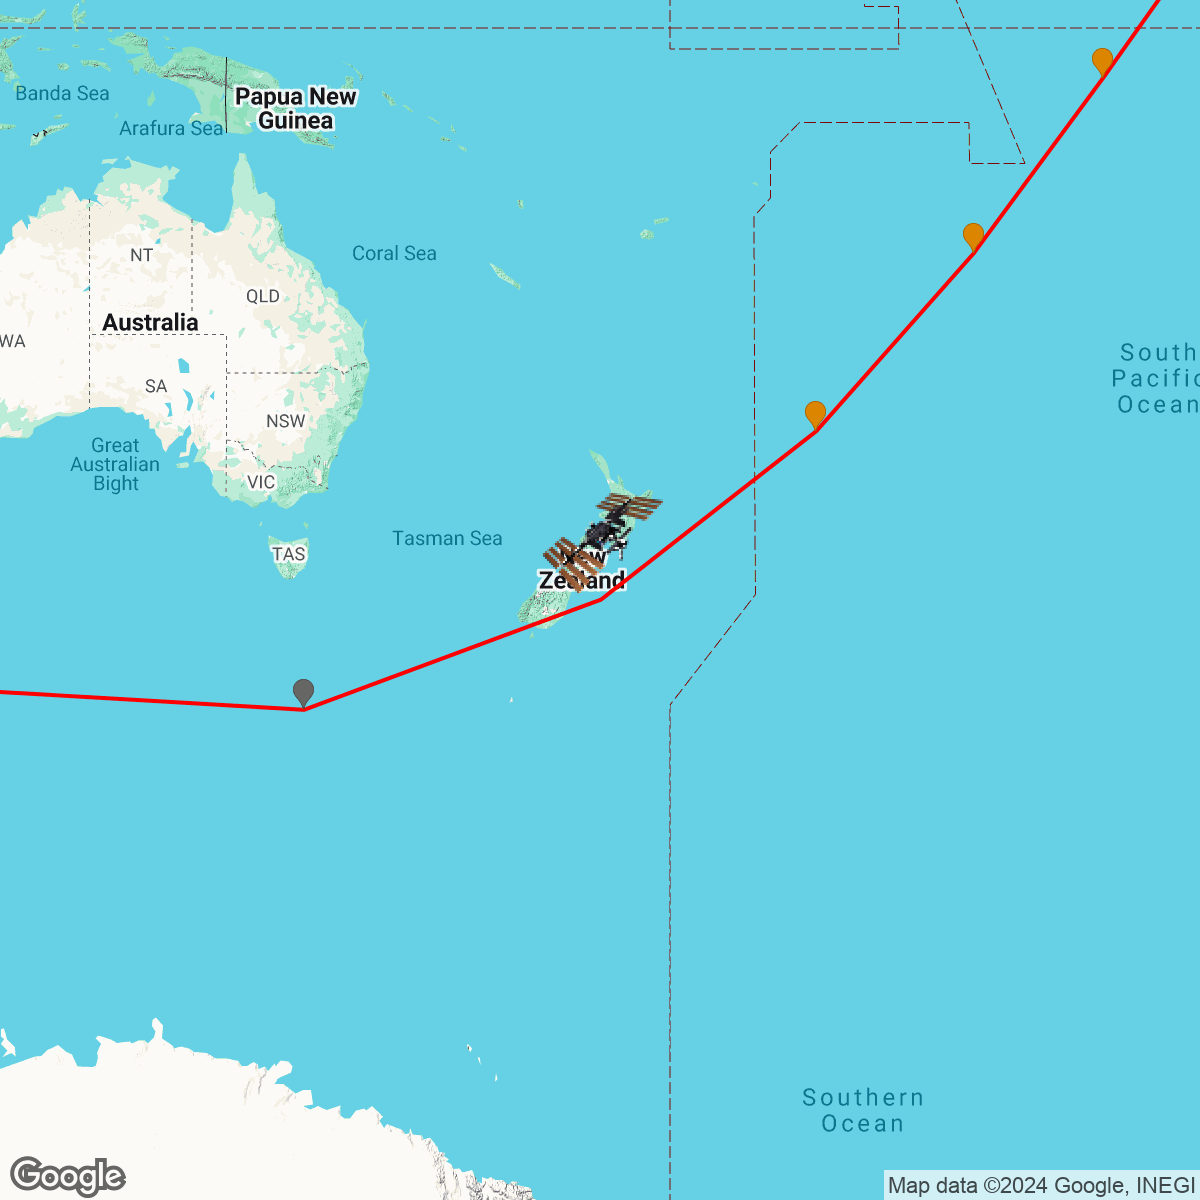 Banda Sea
Papua New
Guinea
Arafura Sea
Coral Sea
NT
QLD
Australia
WA
South
Pacific
Ocean
SA
NSW
Great
Australian
Bight
VIC
Tasman Sea
TAS
Zealand
Southern
Ocean
Google
Map data ©2024 Google, INEGI